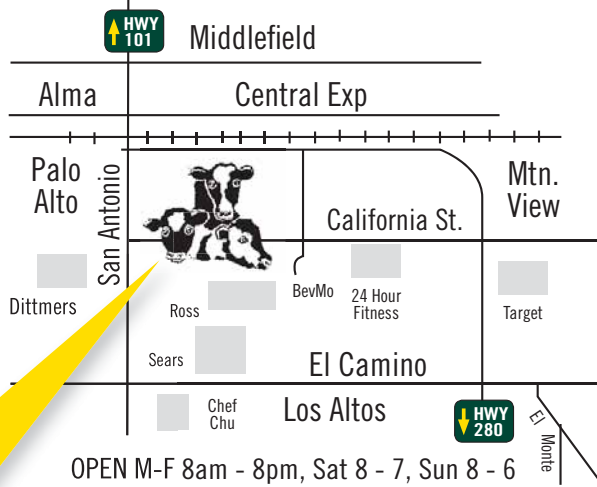 HWY
101
Middlefield
Alma
Central Exp
Palo
Alto
San Antonio
Mtn.
View
California St.
Dittmers
Ross
BevMo
24 Hour
Fitness
Target
Sears
El Camino
Chef
Chu
Los Altos
HWY
280
El Monte
OPEN M-F 8am - 8pm, Sat 8 - 7, Sun 8 - 6